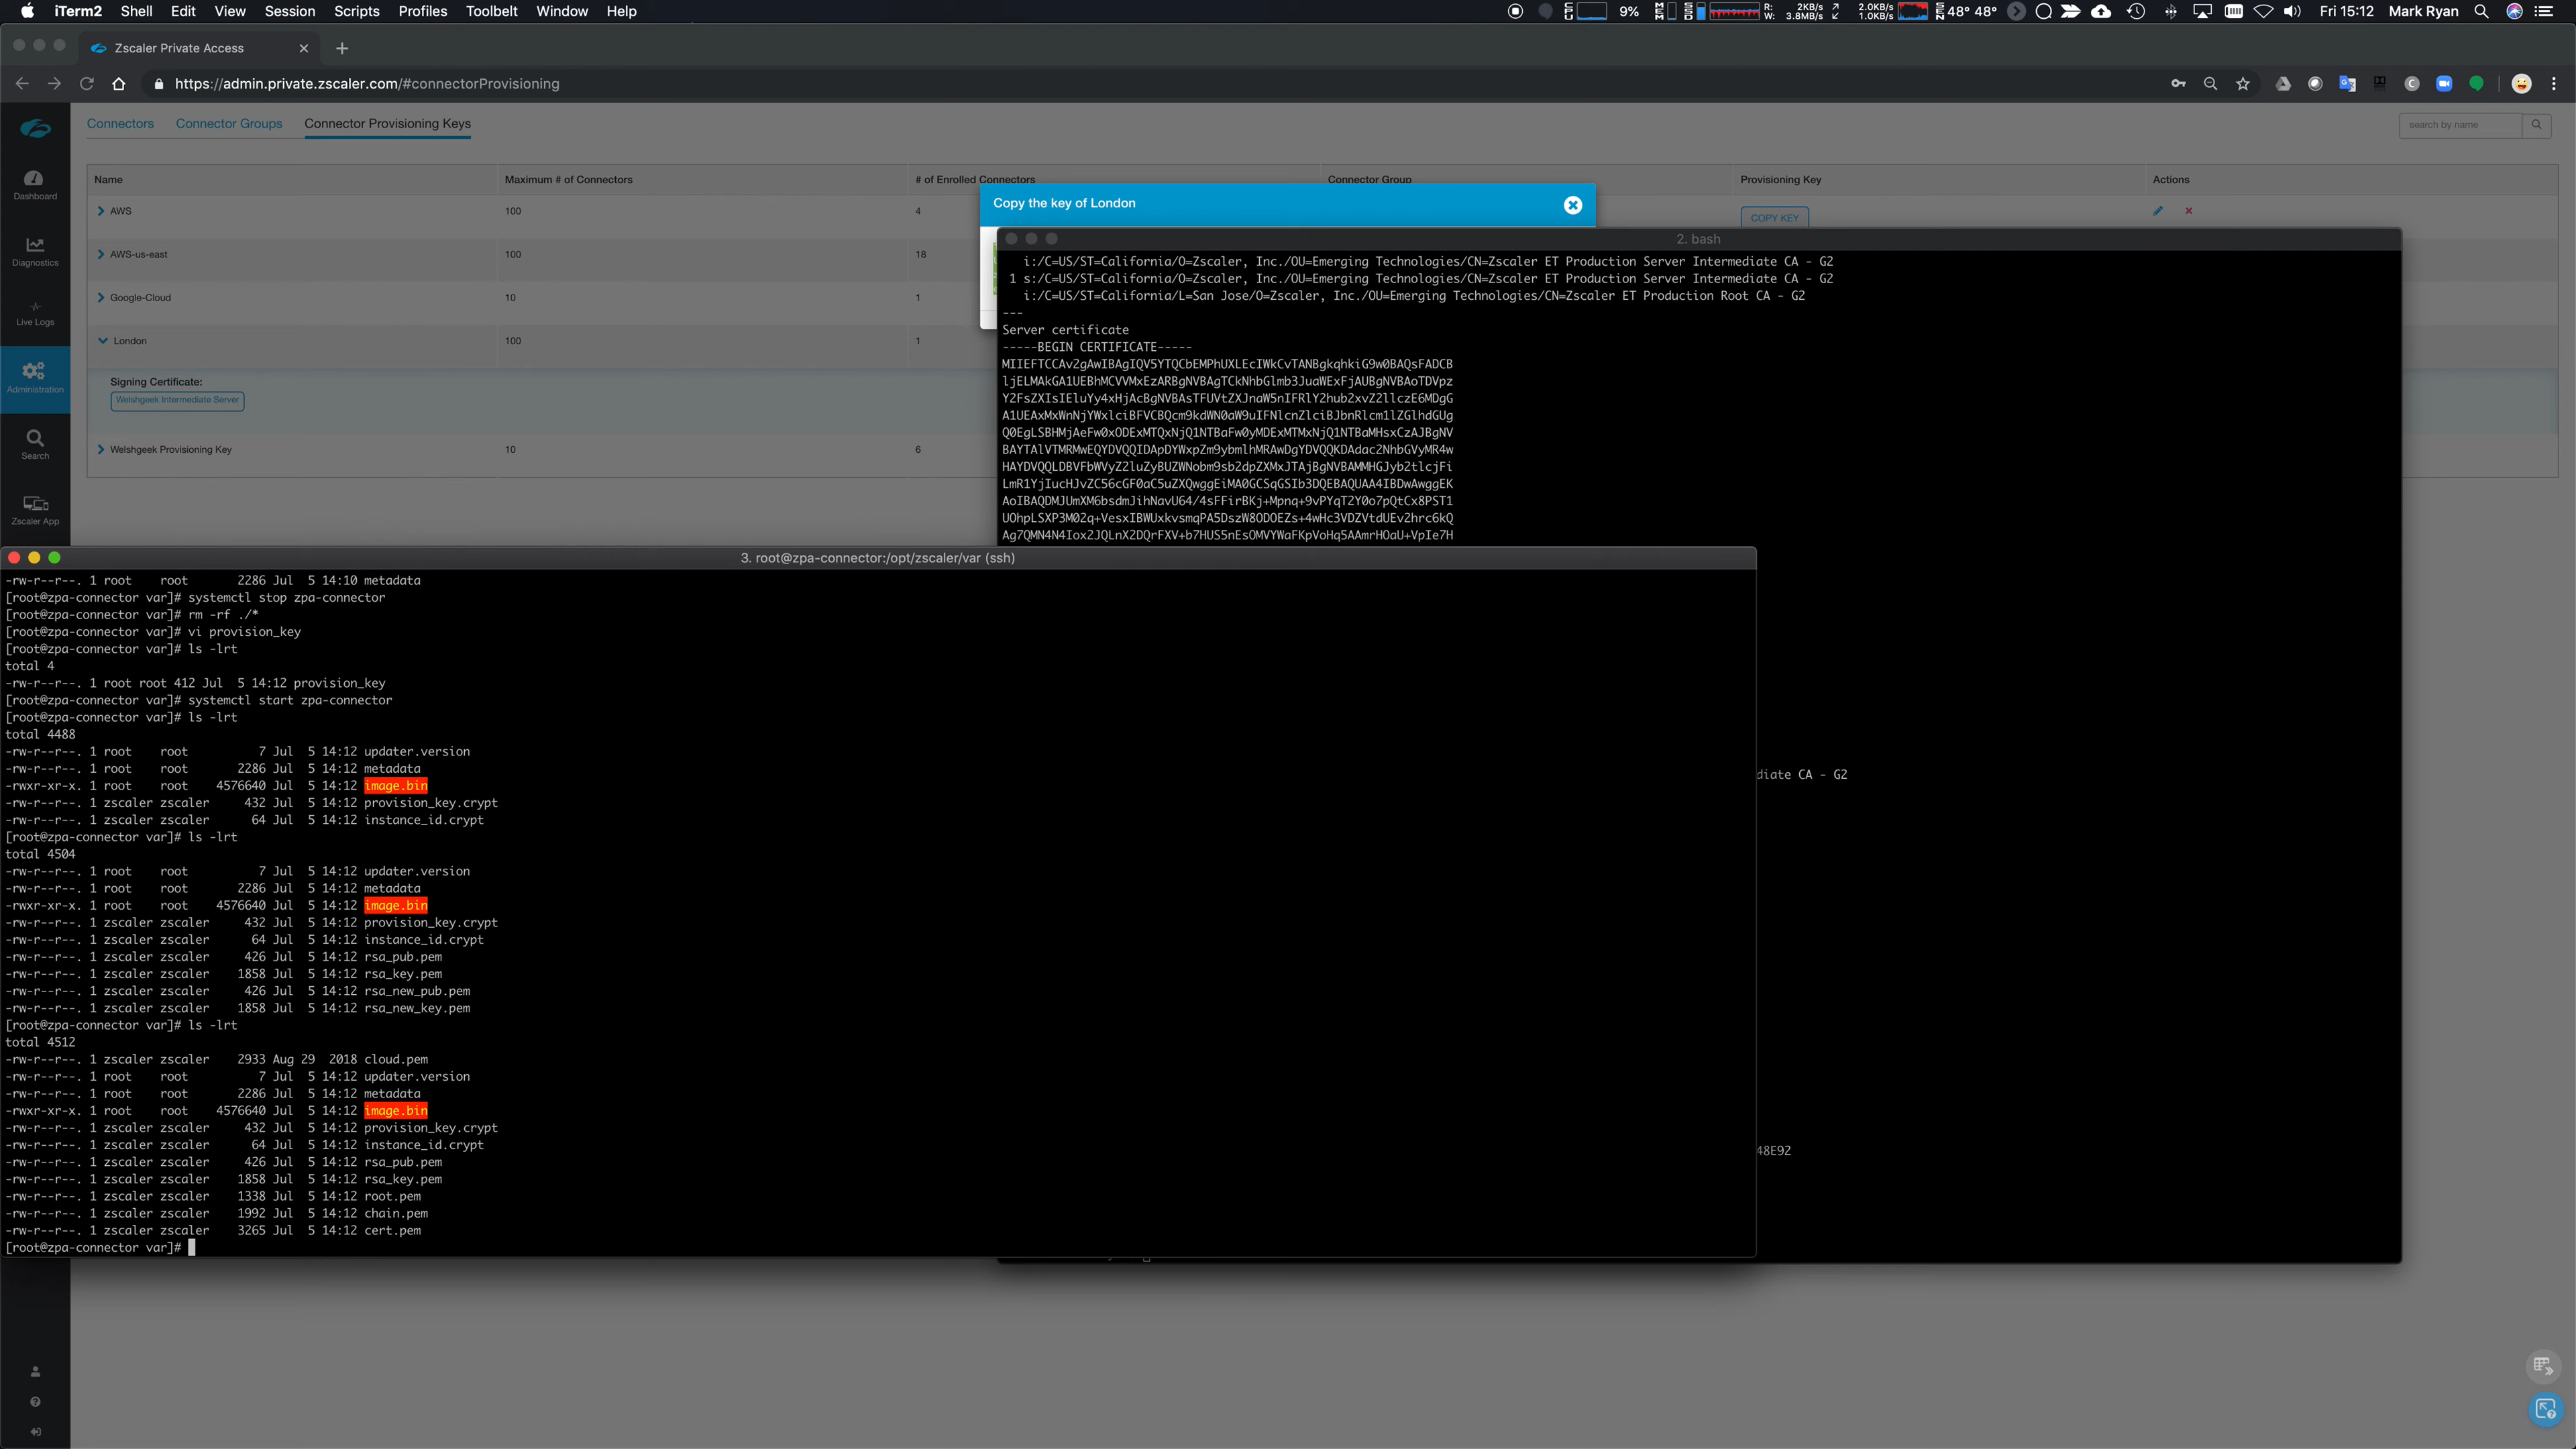 iTerm2 Shell Edit View Session Scripts Profiles Toolbelt Window Help
9% R: 2KB/s W: 3.8MB/s 2.0KB/s 1.0KB/s 48° 48° Fri 15:12 Mark Ryan
Zscaler Private Access
https://admin.private.zscaler.com/#connectorProvisioning
Connectors Connector Groups Connector Provisioning Keys
search by name
Name Maximum # of Connectors # of Enrolled Connectors Connector Group Provisioning Key Actions
AWS 100 4 COPY KEY
AWS-us-east 100 18
Google-Cloud 10 1
London 100 1
Signing Certificate:
Welshgeek Intermediate Server
Welshgeek Provisioning Key 10 6
Dashboard
Diagnostics
Live Logs
Administration
Search
Zscaler App
Copy the key of London
2. bash
i:/C=US/ST=California/O=Zscaler, Inc./OU=Emerging Technologies/CN=Zscaler ET Production Server Intermediate CA - G2
1 s:/C=US/ST=California/O=Zscaler, Inc./OU=Emerging Technologies/CN=Zscaler ET Production Server Intermediate CA - G2
i:/C=US/ST=California/L=San Jose/O=Zscaler, Inc./OU=Emerging Technologies/CN=Zscaler ET Production Root CA - G2
---
Server certificate
-----BEGIN CERTIFICATE-----
MIIEFTCCAv2gAwIBAgIQV5YTQCbEMPhUXLEcIWkCvTANBgkqhkiG9w0BAQsFADCB
ljELMAkGA1UEBhMCVVMxEzARBgNVBAgTCkNhbGlmb3JuaWExFjAUBgNVBAoTDVpz
Y2FsZXIsIEluYy4xHjAcBgNVBAsTFUVtZXJnaW5nIFRlY2hub2xvZ2llczE6MDgG
A1UEAxMxWnNjYWxlciBFVCBQcm9kdWN0aW9uIFNlcnZlciBJbnRlcm1lZGlhdGUg
Q0EgLSBHMjAeFw0xODExMTQxNjQ1NTBaFw0yMDExMTMxNjQ1NTBaMHsxCzAJBgNV
BAYTAlVTMRMwEQYDVQQIDApDYWxpZm9ybmlhMRAwDgYDVQQKDAdac2NhbGVyMR4w
HAYDVQQLDBVFbWVyZ2luZyBUZWNobm9sb2dpZXMxJTAjBgNVBAMMHGJyb2tlcjFi
LmR1YjIucHJvZC56cGF0aC5uZXQwggEiMA0GCSqGSIb3DQEBAQUAA4IBDwAwggEK
AoIBAQDMJUmXM6bsdmJihNavU64/4sFFirBKj+Mpnq+9vPYqT2Y0o7pQtCx8PST1
UOhpLSXP3M02q+VesxIBWUxkvsmqPA5DszW8ODOEZs+4wHc3VDZVtdUEv2hrc6kQ
Ag7QMN4N4Iox2JQLnX2DQrFXV+b7HUS5nEsOMVYWaFKpVoHq5AAmrHOaU+VpIe7H
diate CA - G2
48E92
3. root@zpa-connector:/opt/zscaler/var (ssh)
-rw-r--r--. 1 root root 2286 Jul 5 14:10 metadata
[root@zpa-connector var]# systemctl stop zpa-connector
[root@zpa-connector var]# rm -rf ./*
[root@zpa-connector var]# vi provision_key
[root@zpa-connector var]# ls -lrt
total 4
-rw-r--r--. 1 root root 412 Jul 5 14:12 provision_key
[root@zpa-connector var]# systemctl start zpa-connector
[root@zpa-connector var]# ls -lrt
total 4488
-rw-r--r--. 1 root root 7 Jul 5 14:12 updater.version
-rw-r--r--. 1 root root 2286 Jul 5 14:12 metadata
-rwxr-xr-x. 1 root root 4576640 Jul 5 14:12 image.bin
-rw-r--r--. 1 zscaler zscaler 432 Jul 5 14:12 provision_key.crypt
-rw-r--r--. 1 zscaler zscaler 64 Jul 5 14:12 instance_id.crypt
[root@zpa-connector var]# ls -lrt
total 4504
-rw-r--r--. 1 root root 7 Jul 5 14:12 updater.version
-rw-r--r--. 1 root root 2286 Jul 5 14:12 metadata
-rwxr-xr-x. 1 root root 4576640 Jul 5 14:12 image.bin
-rw-r--r--. 1 zscaler zscaler 432 Jul 5 14:12 provision_key.crypt
-rw-r--r--. 1 zscaler zscaler 64 Jul 5 14:12 instance_id.crypt
-rw-r--r--. 1 zscaler zscaler 426 Jul 5 14:12 rsa_pub.pem
-rw-r--r--. 1 zscaler zscaler 1858 Jul 5 14:12 rsa_key.pem
-rw-r--r--. 1 zscaler zscaler 426 Jul 5 14:12 rsa_new_pub.pem
-rw-r--r--. 1 zscaler zscaler 1858 Jul 5 14:12 rsa_new_key.pem
[root@zpa-connector var]# ls -lrt
total 4512
-rw-r--r--. 1 zscaler zscaler 2933 Aug 29 2018 cloud.pem
-rw-r--r--. 1 root root 7 Jul 5 14:12 updater.version
-rw-r--r--. 1 root root 2286 Jul 5 14:12 metadata
-rwxr-xr-x. 1 root root 4576640 Jul 5 14:12 image.bin
-rw-r--r--. 1 zscaler zscaler 432 Jul 5 14:12 provision_key.crypt
-rw-r--r--. 1 zscaler zscaler 64 Jul 5 14:12 instance_id.crypt
-rw-r--r--. 1 zscaler zscaler 426 Jul 5 14:12 rsa_pub.pem
-rw-r--r--. 1 zscaler zscaler 1858 Jul 5 14:12 rsa_key.pem
-rw-r--r--. 1 zscaler zscaler 1338 Jul 5 14:12 root.pem
-rw-r--r--. 1 zscaler zscaler 1992 Jul 5 14:12 chain.pem
-rw-r--r--. 1 zscaler zscaler 3265 Jul 5 14:12 cert.pem
[root@zpa-connector var]#